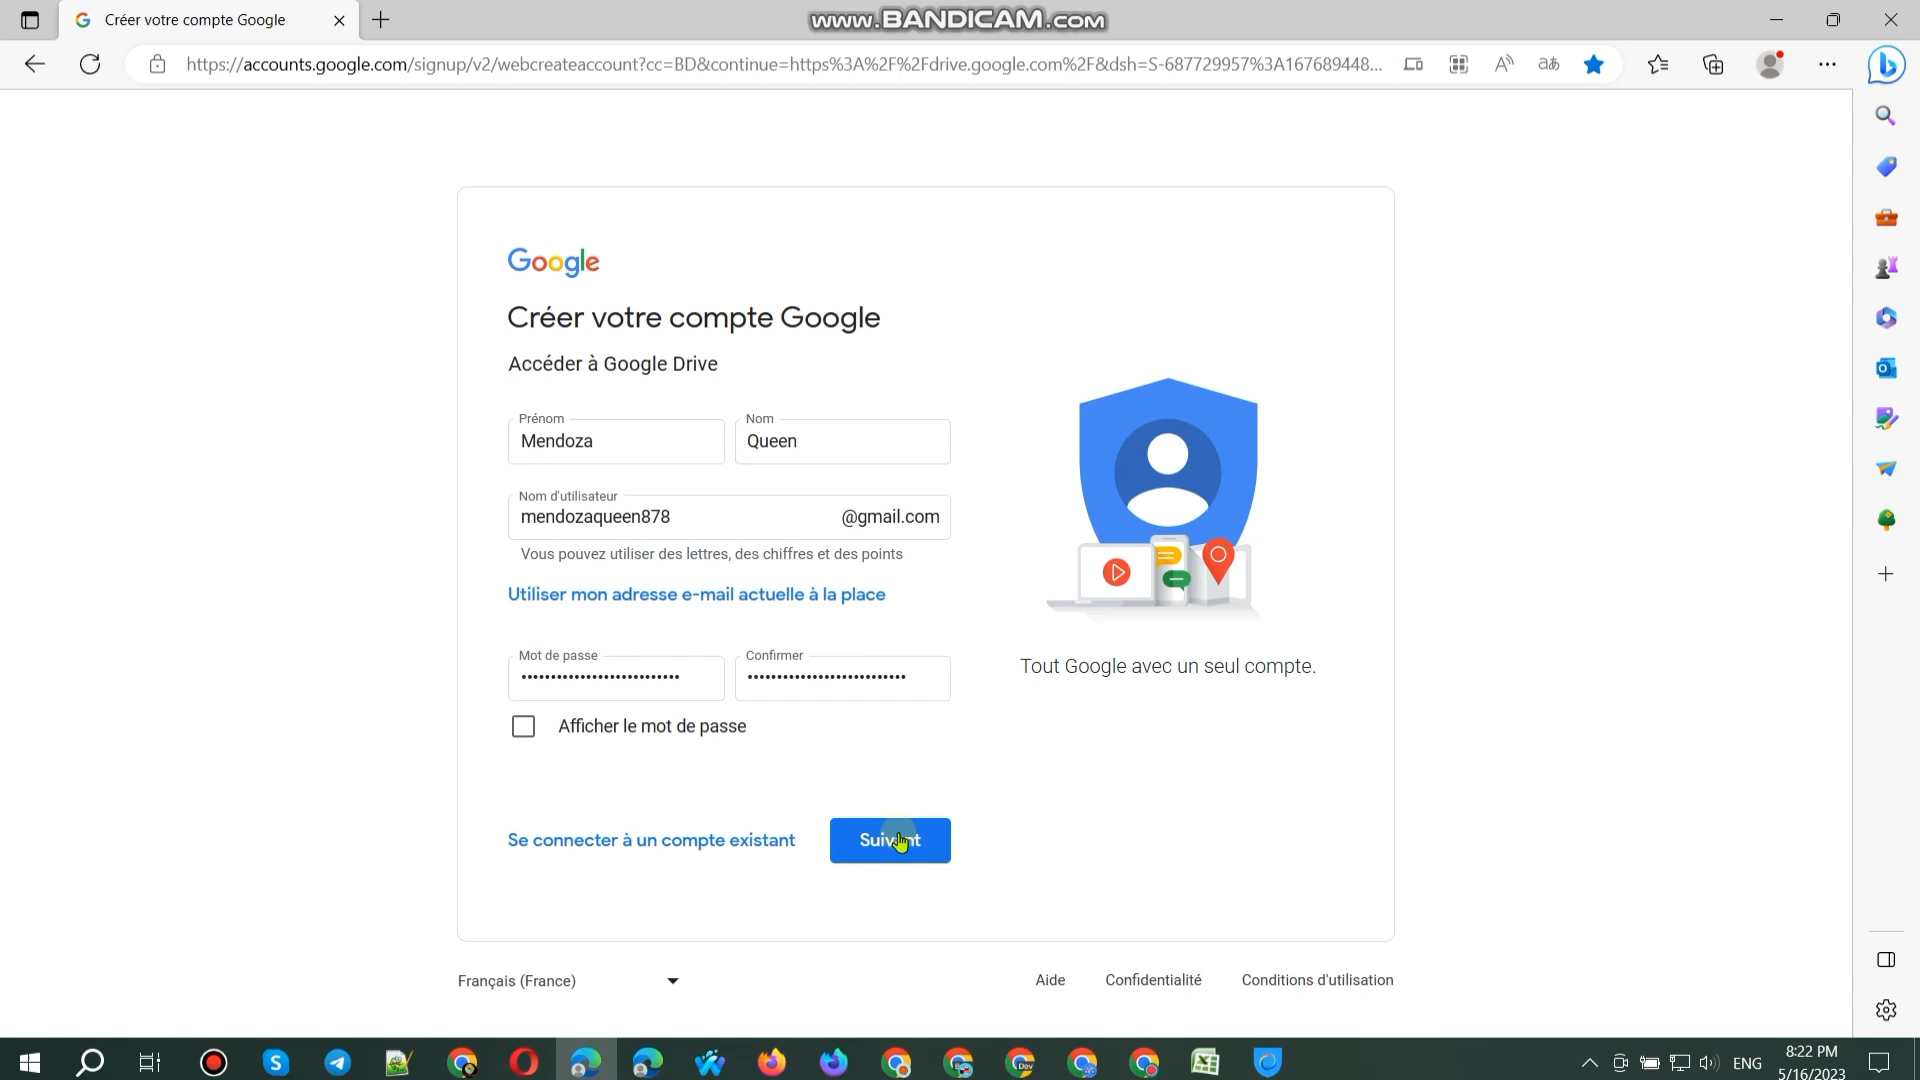 Créer votre compte Google
www.BANDICAM.com
https://accounts.google.com/signup/v2/webcreateaccount?cc=BD&continue=https%3A%2F%2Fdrive.google.com%2F&dsh=S-687729957%3A167689448...
Google
Créer votre compte Google
Accéder à Google Drive
Prénom
Nom
Mendoza
Queen
Nom d'utilisateur
mendozaqueen878
@gmail.com
Vous pouvez utiliser des lettres, des chiffres et des points
Utiliser mon adresse e-mail actuelle à la place
Mot de passe
Confirmer
Afficher le mot de passe
Tout Google avec un seul compte.
Se connecter à un compte existant
Suivant
Français (France)
Aide
Confidentialité
Conditions d'utilisation
ENG
8:22 PM
5/16/2023